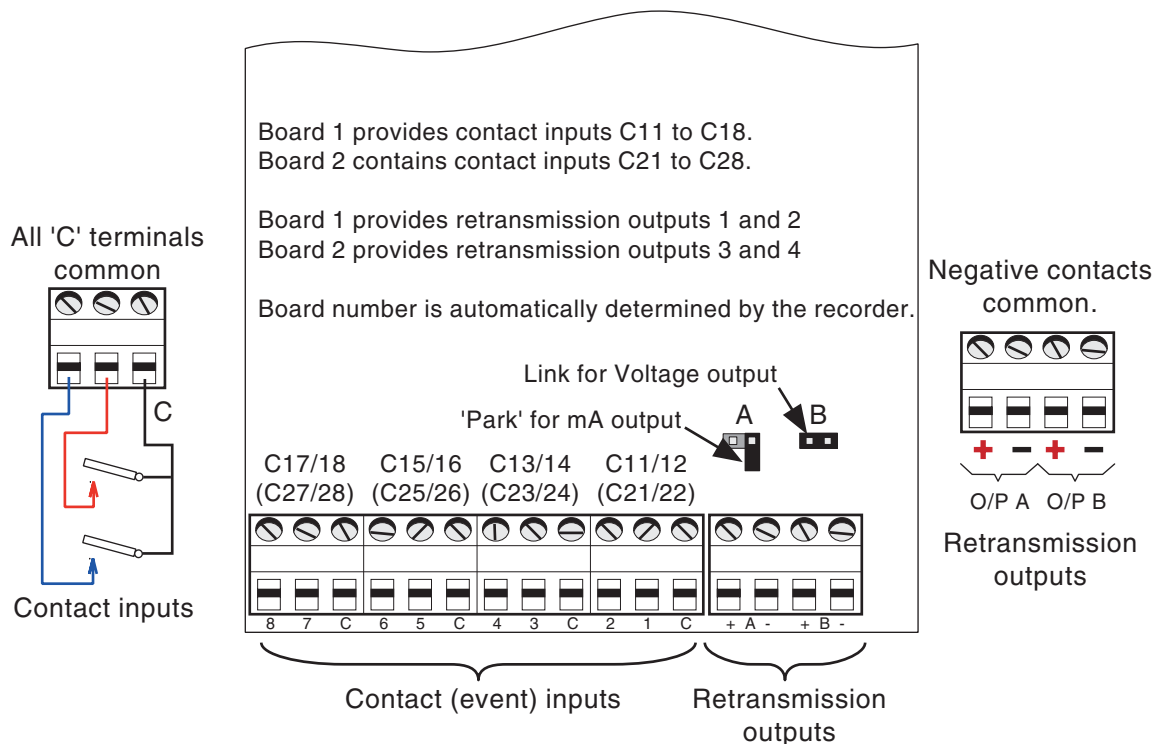 Board 1 provides contact inputs C11 to C18.
Board 2 contains contact inputs C21 to C28.
Board 1 provides retransmission outputs 1 and 2
Board 2 provides retransmission outputs 3 and 4
Board number is automatically determined by the recorder.
All 'C' terminals
common
C
Contact inputs
Link for Voltage output
'Park' for mA output
A
B
C17/18
(C27/28)
C15/16
(C25/26)
C13/14
(C23/24)
C11/12
(C21/22)
8 7 C 6 5 C 4 3 C 2 1 C + A - + B -
Contact (event) inputs
Retransmission
outputs
Negative contacts
common.
+ - + -
O/P A O/P B
Retransmission
outputs